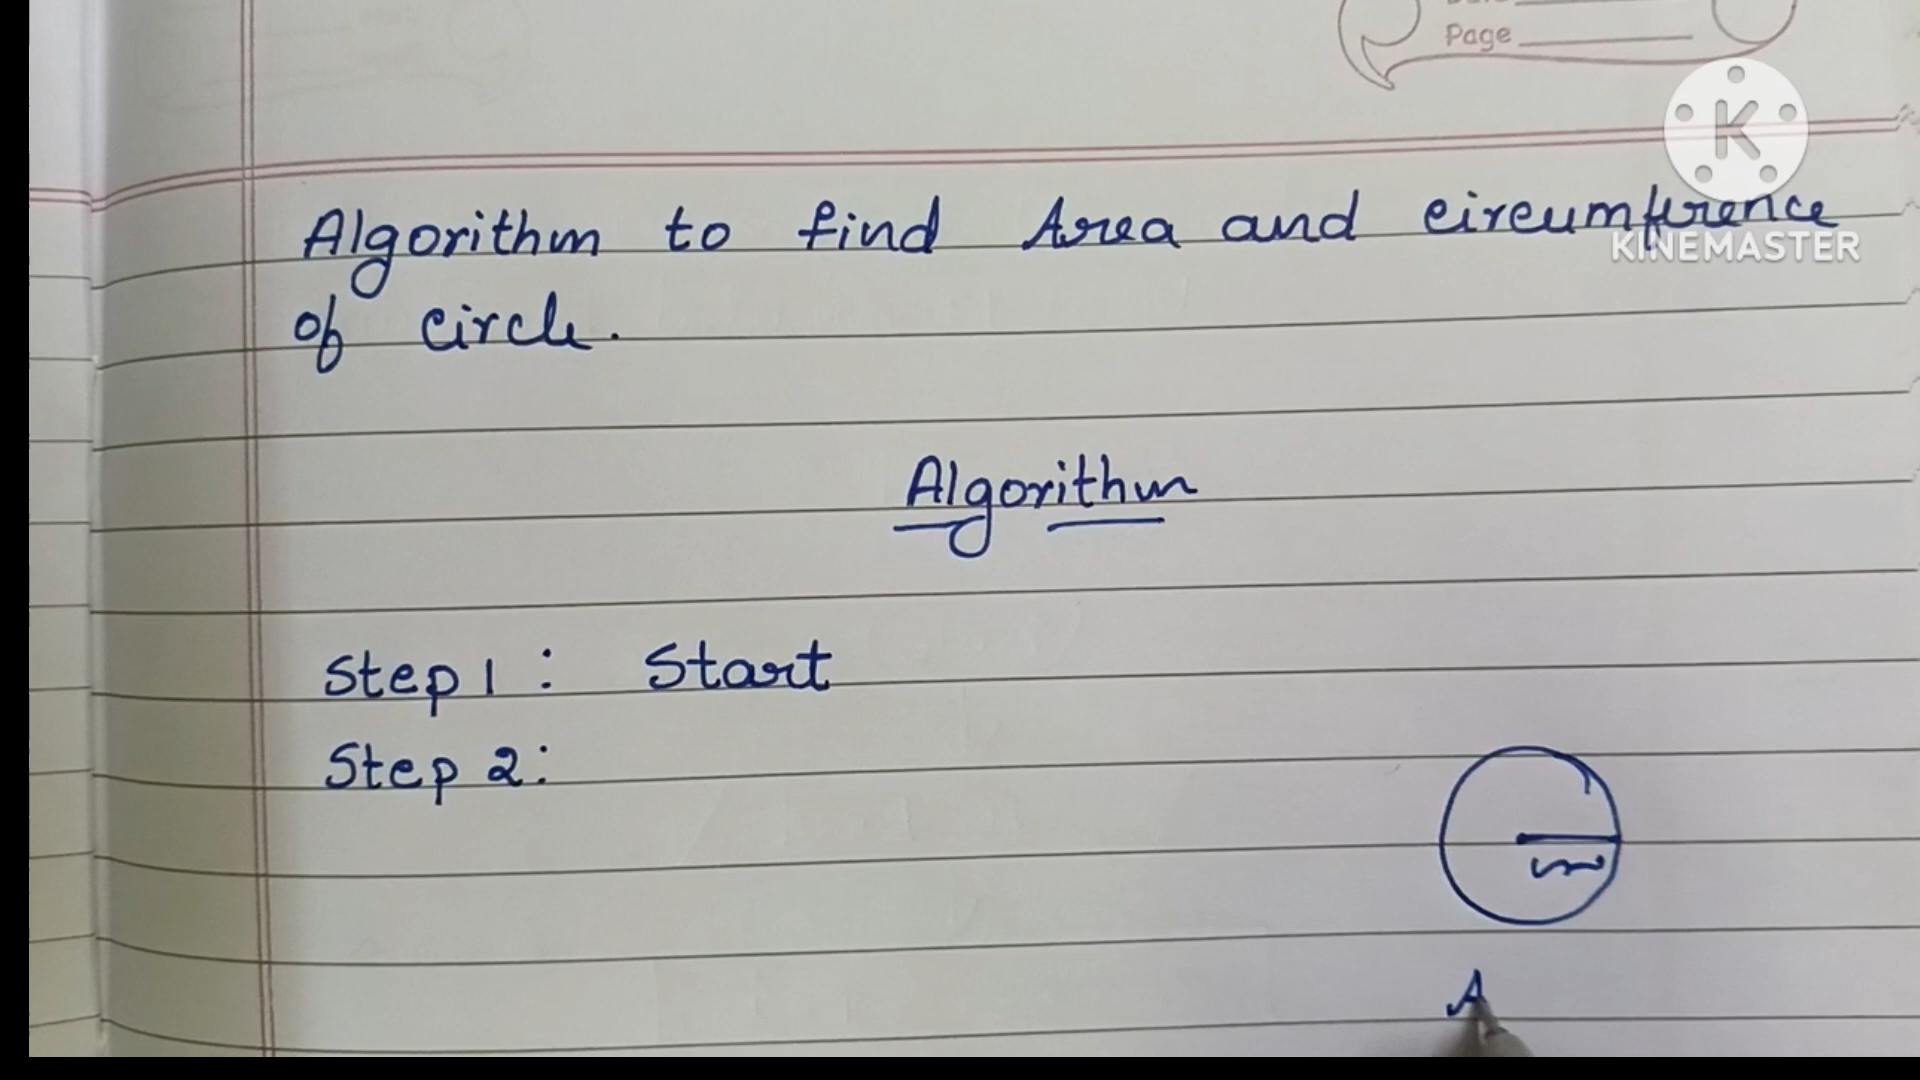 Page
K
Algorithm to find Area and circumference
KINEMASTER
of circle.
Algorithm
Step 1 : Start
Step 2 :
r
A